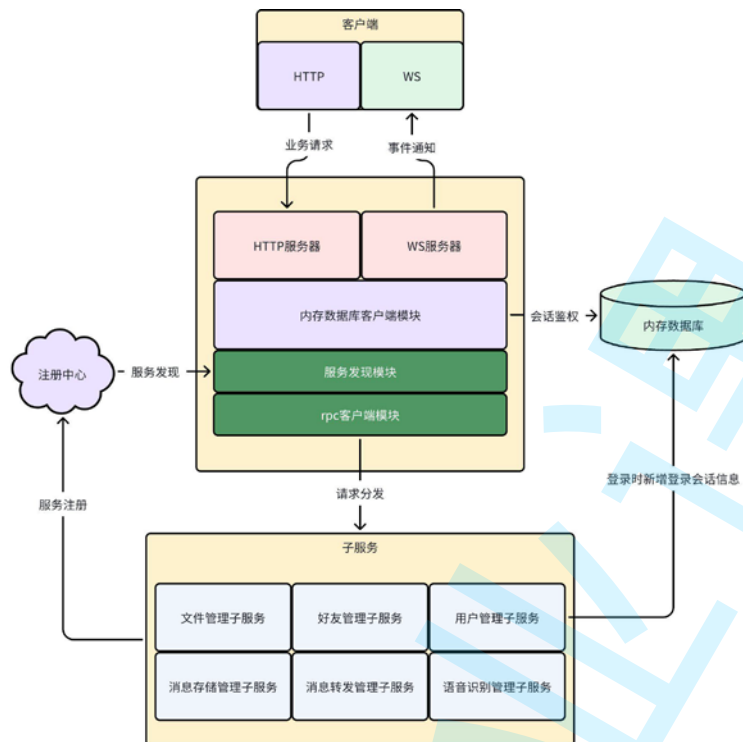 客户端
HTTP
WS
业务请求
事件通知
HTTP服务器
WS服务器
内存数据库客户端模块
会话鉴权
内存数据库
注册中心
服务发现
服务发现模块
rpc客户端模块
请求分发
登录时新增登录会话信息
服务注册
子服务
文件管理子服务
好友管理子服务
用户管理子服务
消息存储管理子服务
消息转发管理子服务
语音识别管理子服务